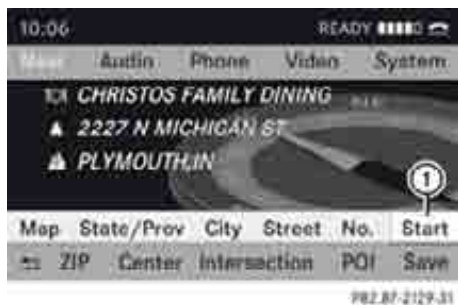 10:06 READY
Navi Audio Phone Video System
CHRISTOS FAMILY DINING
2227 N MICHIGAN ST
PLYMOUTH,IN
1
Map State/Prov City Street No. Start
ZIP Center Intersection POI Save
P82.87-2129-31